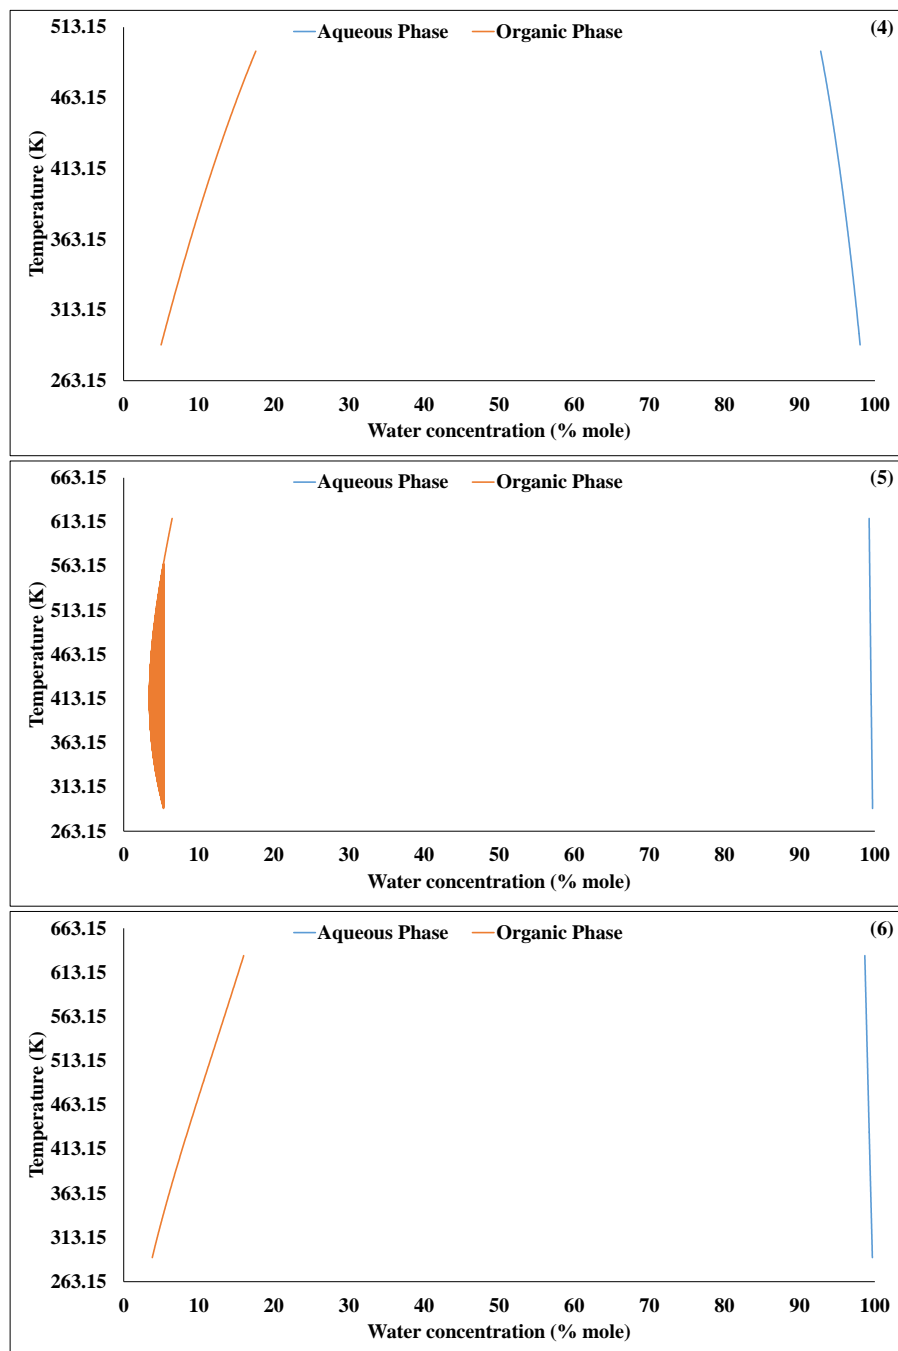 Aqueous Phase Organic Phase (4)
Temperature (K)
513.15
463.15
413.15
363.15
313.15
263.15
0 10 20 30 40 50 60 70 80 90 100
Water concentration (% mole)
Aqueous Phase Organic Phase (5)
Temperature (K)
663.15
613.15
563.15
513.15
463.15
413.15
363.15
313.15
263.15
0 10 20 30 40 50 60 70 80 90 100
Water concentration (% mole)
Aqueous Phase Organic Phase (6)
Temperature (K)
663.15
613.15
563.15
513.15
463.15
413.15
363.15
313.15
263.15
0 10 20 30 40 50 60 70 80 90 100
Water concentration (% mole)